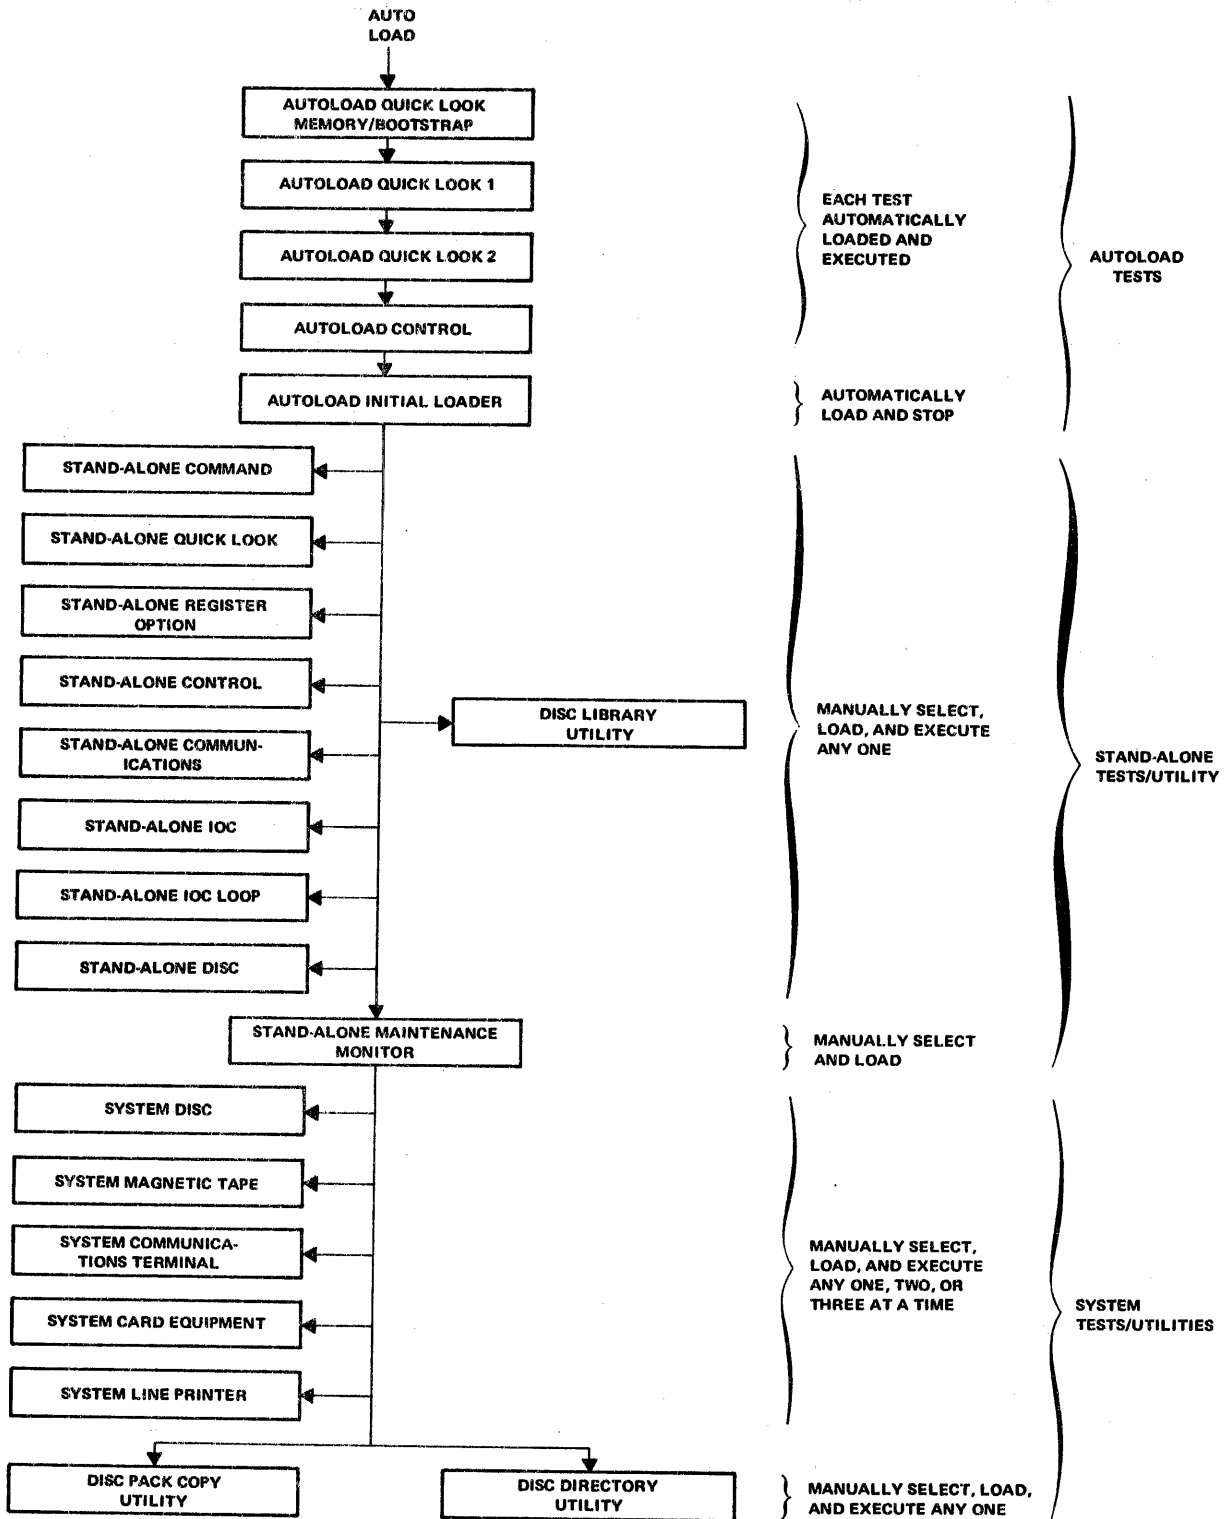 AUTO
LOAD
AUTOLOAD QUICK LOOK
MEMORY/BOOTSTRAP
AUTOLOAD QUICK LOOK 1
AUTOLOAD QUICK LOOK 2
AUTOLOAD CONTROL
AUTOLOAD INITIAL LOADER
EACH TEST
AUTOMATICALLY
LOADED AND
EXECUTED
AUTOMATICALLY
LOAD AND STOP
AUTOLOAD
TESTS
STAND-ALONE COMMAND
STAND-ALONE QUICK LOOK
STAND-ALONE REGISTER
OPTION
STAND-ALONE CONTROL
STAND-ALONE COMMUN-
ICATIONS
STAND-ALONE IOC
STAND-ALONE IOC LOOP
STAND-ALONE DISC
DISC LIBRARY
UTILITY
MANUALLY SELECT,
LOAD, AND EXECUTE
ANY ONE
STAND-ALONE
TESTS/UTILITY
STAND-ALONE MAINTENANCE
MONITOR
MANUALLY SELECT
AND LOAD
SYSTEM DISC
SYSTEM MAGNETIC TAPE
SYSTEM COMMUNICA-
TIONS TERMINAL
SYSTEM CARD EQUIPMENT
SYSTEM LINE PRINTER
MANUALLY SELECT,
LOAD, AND EXECUTE
ANY ONE, TWO, OR
THREE AT A TIME
SYSTEM
TESTS/UTILITIES
DISC PACK COPY
UTILITY
DISC DIRECTORY
UTILITY
MANUALLY SELECT, LOAD,
AND EXECUTE ANY ONE